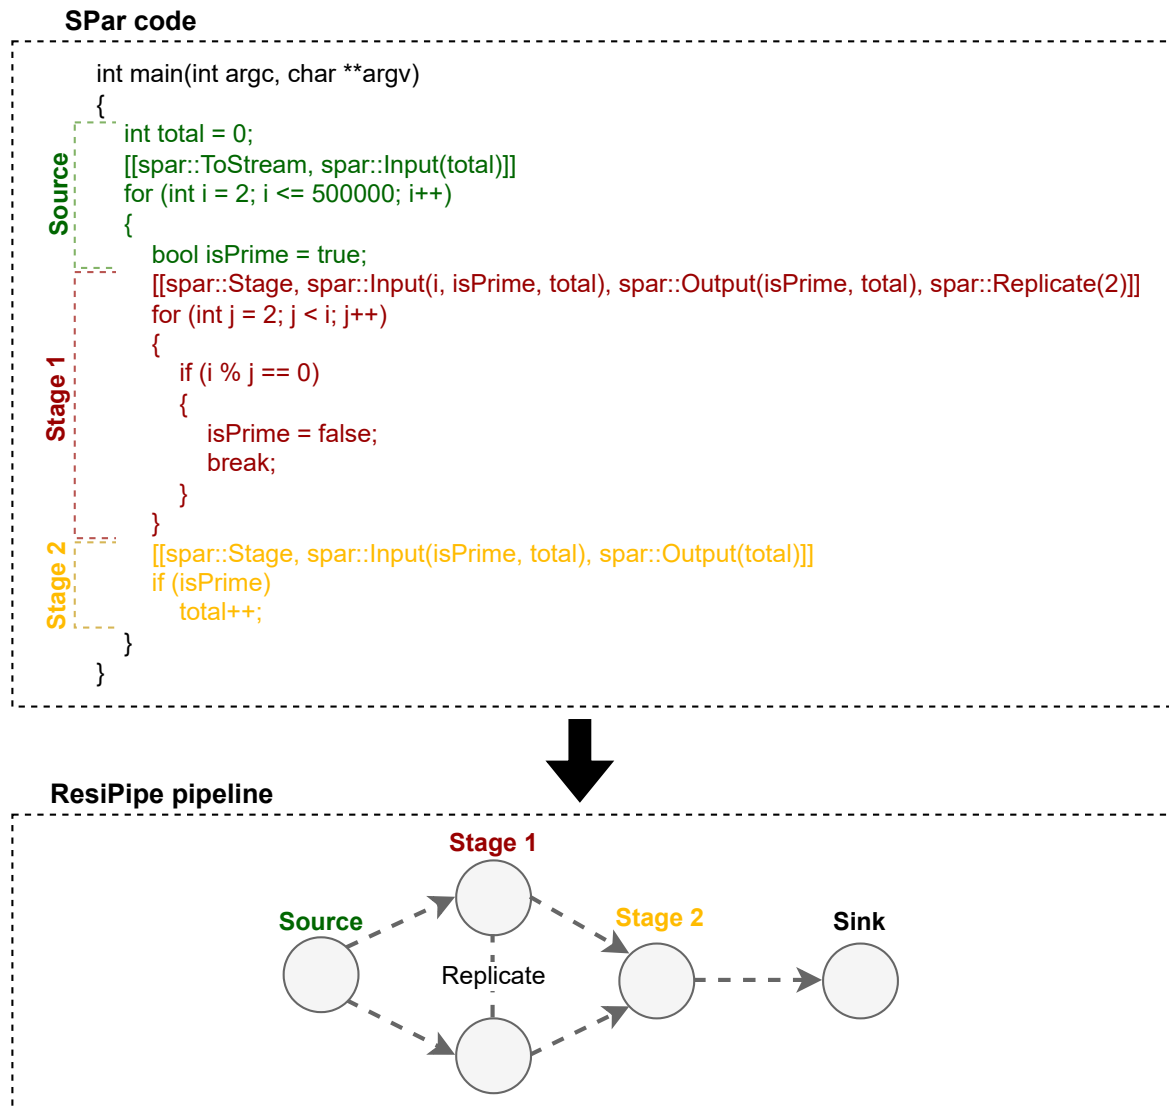 SPar code
int main(int argc, char **argv)
{
int total = 0;
[[spar::ToStream, spar::Input(total)]]
for (int i = 2; i <= 500000; i++)
{
bool isPrime = true;
Source
[[spar::Stage, spar::Input(i, isPrime, total), spar::Output(isPrime, total), spar::Replicate(2)]]
for (int j = 2; j < i; j++)
{
if (i % j == 0)
{
isPrime = false;
break;
}
}
Stage 1
[[spar::Stage, spar::Input(isPrime, total), spar::Output(total)]]
if (isPrime)
total++;
Stage 2
}
}
ResiPipe pipeline
Stage 1
Source
Stage 2
Sink
Replicate